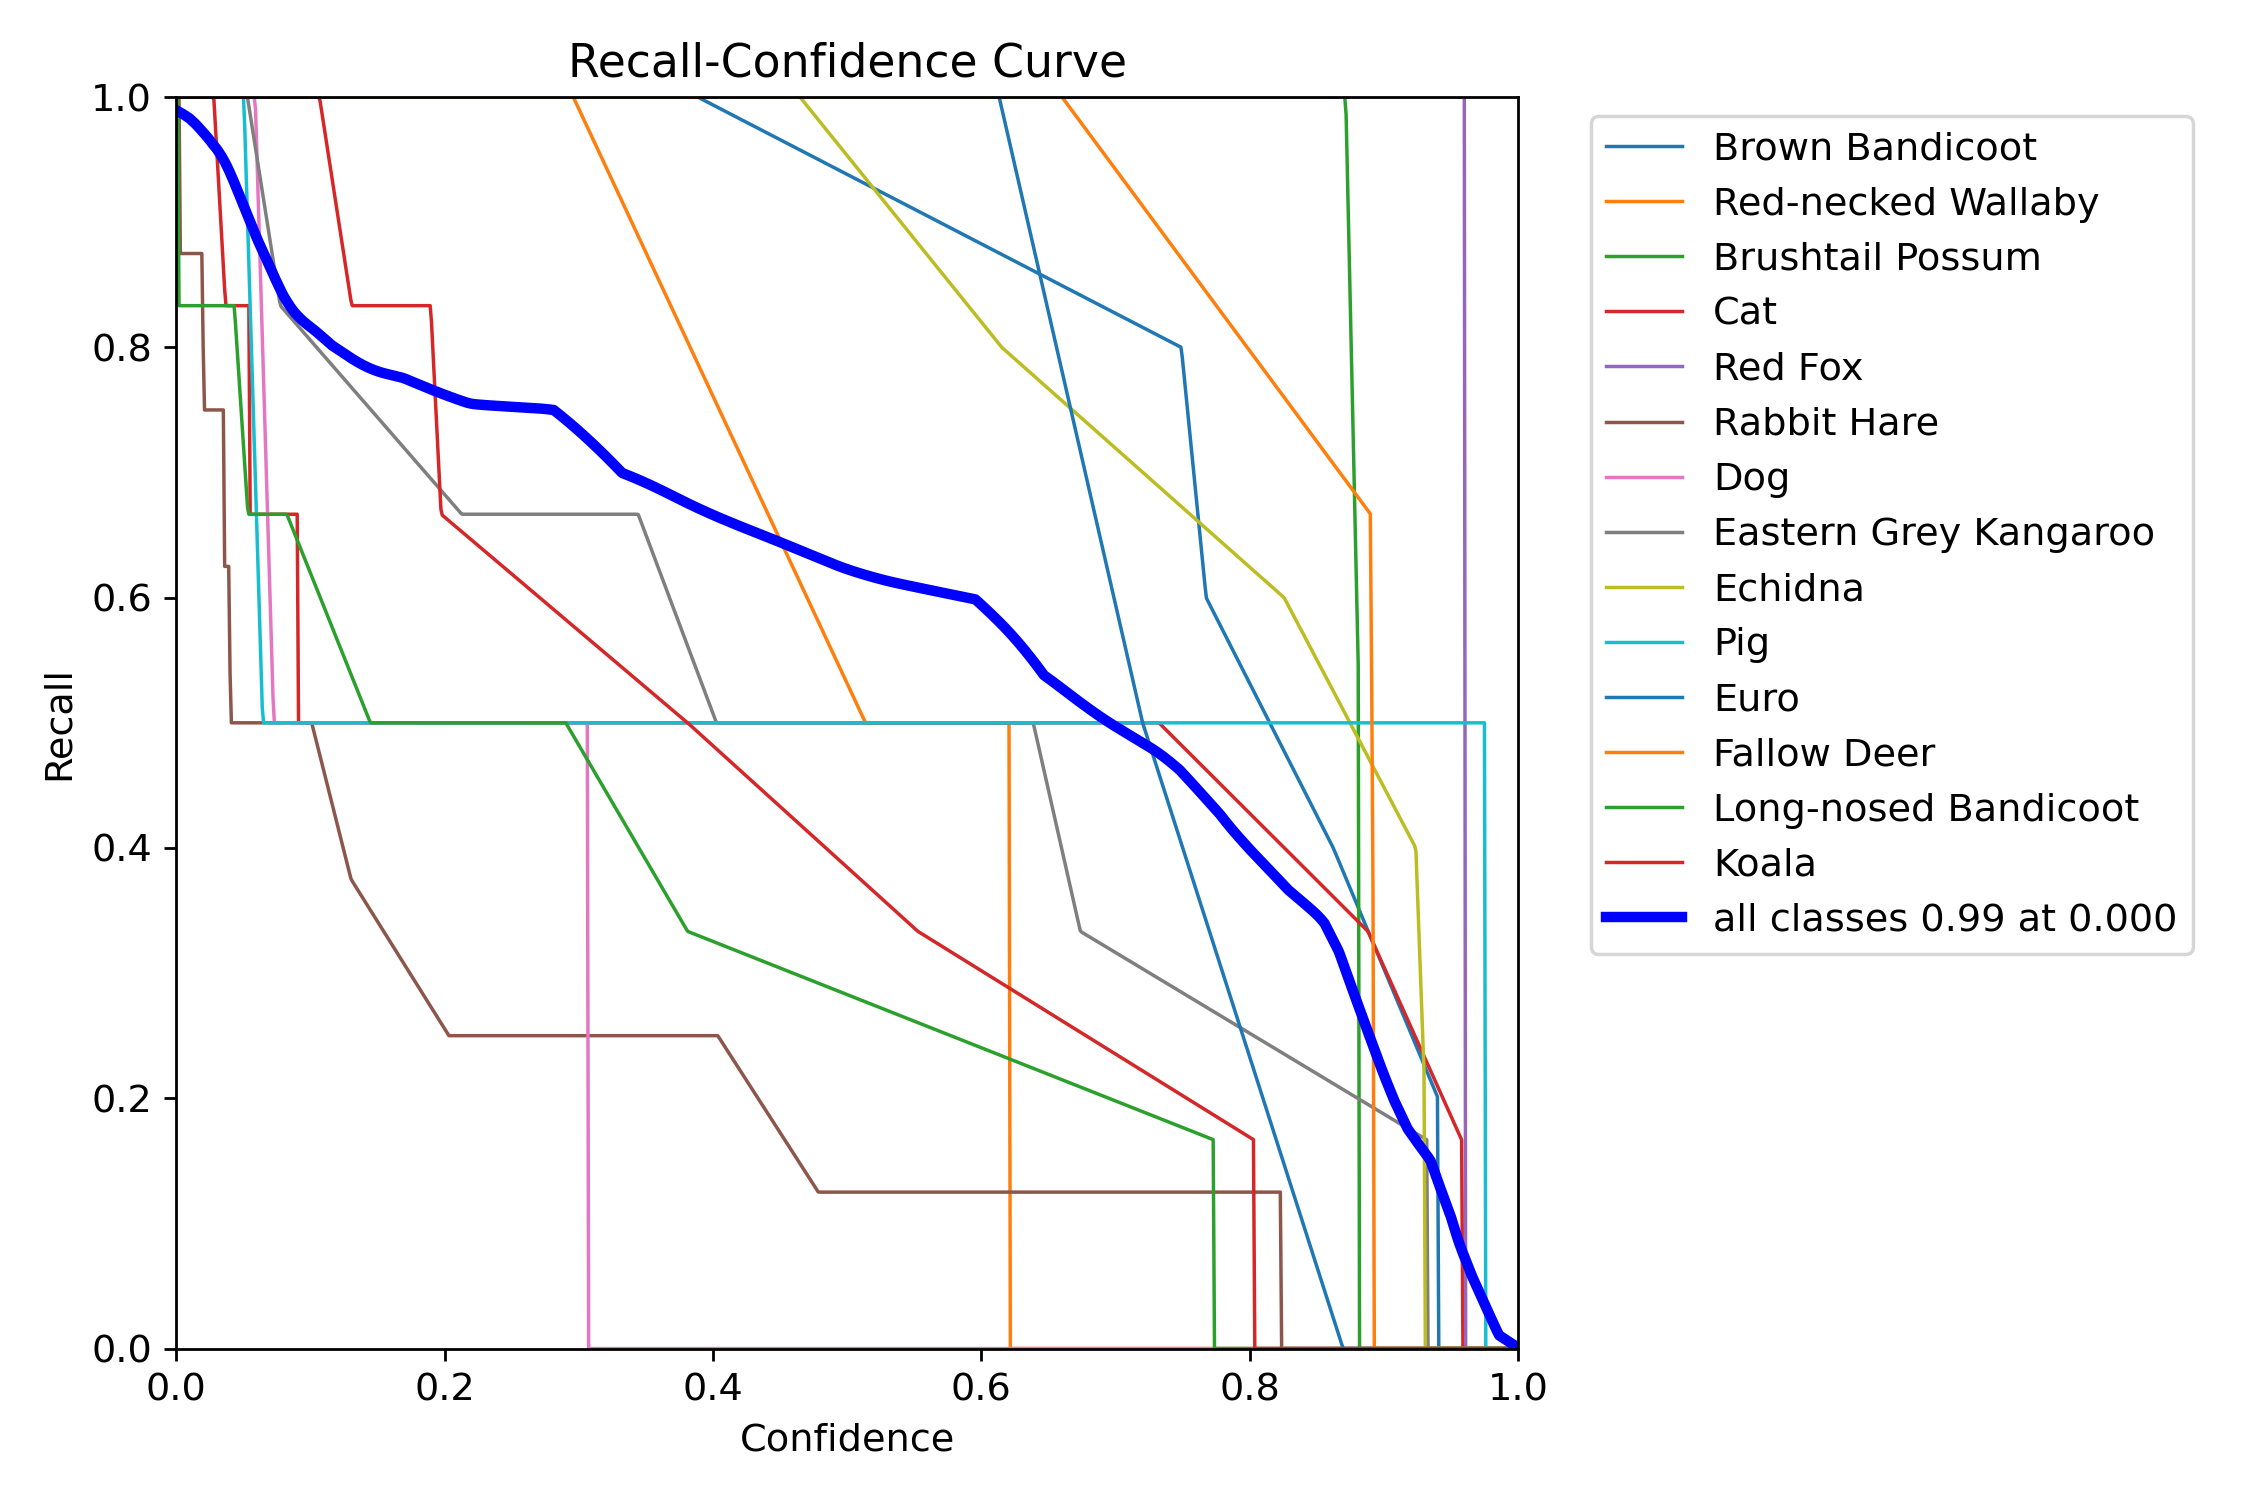 Recall-Confidence Curve
1.0
0.8
0.6
0.4
0.2
0.0
Recall
0.0 0.2 0.4 0.6 0.8 1.0
Confidence
Brown Bandicoot
Red-necked Wallaby
Brushtail Possum
Cat
Red Fox
Rabbit Hare
Dog
Eastern Grey Kangaroo
Echidna
Pig
Euro
Fallow Deer
Long-nosed Bandicoot
Koala
all classes 0.99 at 0.000